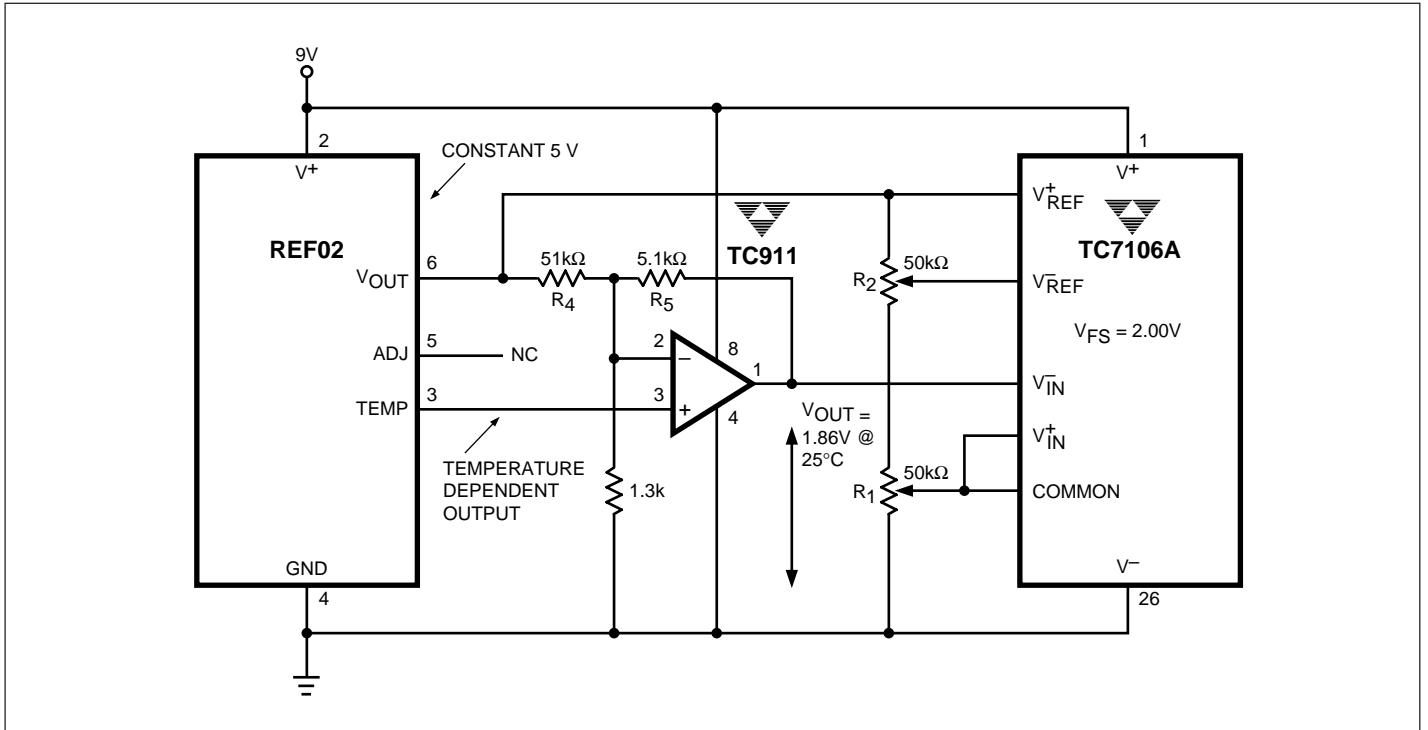 9V
2
V+
CONSTANT 5 V
REF02
6
VOUT
5
ADJ
NC
3
TEMP
TEMPERATURE
DEPENDENT
OUTPUT
GND
4
51kΩ
R4
5.1kΩ
R5
TC911
2
–
8
1
3
+
4
1.3k
VOUT =
1.86V @
25°C
R2
50kΩ
R1
50kΩ
1
V+
V+REF
TC7106A
V–REF
VFS = 2.00V
V–IN
V+IN
COMMON
V–
26